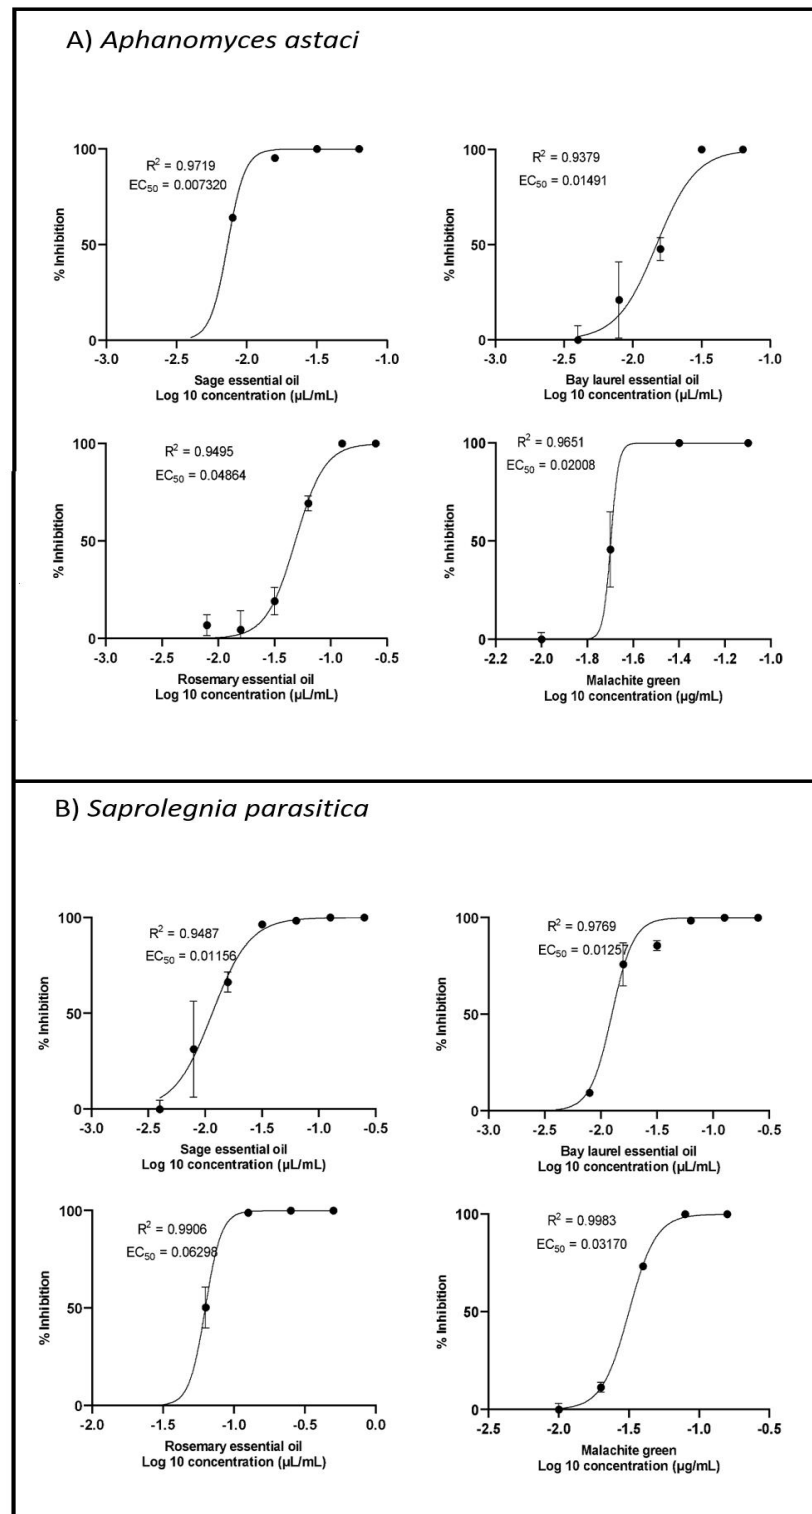 A) Aphanomyces astaci
100
50
0
% Inhibition
R² = 0.9719
EC₅₀ = 0.007320
-3.0 -2.5 -2.0 -1.5 -1.0
Sage essential oil
Log 10 concentration (µL/mL)
100
50
0
% Inhibition
R² = 0.9379
EC₅₀ = 0.01491
-3.0 -2.5 -2.0 -1.5 -1.0
Bay laurel essential oil
Log 10 concentration (µL/mL)
100
50
0
% Inhibition
R² = 0.9495
EC₅₀ = 0.04864
-3.0 -2.5 -2.0 -1.5 -1.0 -0.5
Rosemary essential oil
Log 10 concentration (µL/mL)
100
50
0
% Inhibition
R² = 0.9651
EC₅₀ = 0.02008
-2.2 -2.0 -1.8 -1.6 -1.4 -1.2 -1.0
Malachite green
Log 10 concentration (µg/mL)
B) Saprolegnia parasitica
100
50
0
% Inhibition
R² = 0.9487
EC₅₀ = 0.01156
-3.0 -2.5 -2.0 -1.5 -1.0 -0.5
Sage essential oil
Log 10 concentration (µL/mL)
100
50
0
% Inhibition
R² = 0.9769
EC₅₀ = 0.01257
-3.0 -2.5 -2.0 -1.5 -1.0 -0.5
Bay laurel essential oil
Log 10 concentration (µL/mL)
100
50
0
% Inhibition
R² = 0.9906
EC₅₀ = 0.06298
-2.0 -1.5 -1.0 -0.5 0.0
Rosemary essential oil
Log 10 concentration (µL/mL)
100
50
0
% Inhibition
R² = 0.9983
EC₅₀ = 0.03170
-2.5 -2.0 -1.5 -1.0 -0.5
Malachite green
Log 10 concentration (µg/mL)